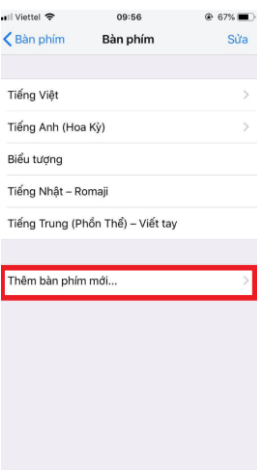 Viettel 09:56 67%
Bàn phím Bàn phím Sửa
Tiếng Việt
Tiếng Anh (Hoa Kỳ)
Biểu tượng
Tiếng Nhật – Romaji
Tiếng Trung (Phồn Thể) – Viết tay
Thêm bàn phím mới...